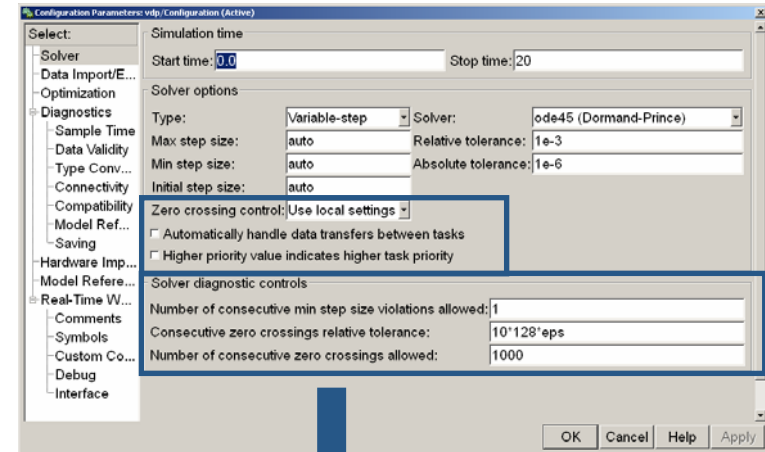 Configuration Parameters: vdp/Configuration (Active)
Select:
Solver
Data Import/E...
Optimization
Diagnostics
Sample Time
Data Validity
Type Conv...
Connectivity
Compatibility
Model Ref...
Saving
Hardware Imp...
Model Refere...
Real-Time W...
Comments
Symbols
Custom Co...
Debug
Interface
Simulation time
Start time: 0.0 Stop time: 20
Solver options
Type: Variable-step Solver: ode45 (Dormand-Prince)
Max step size: auto Relative tolerance: 1e-3
Min step size: auto Absolute tolerance: 1e-6
Initial step size: auto
Zero crossing control: Use local settings
Automatically handle data transfers between tasks
Higher priority value indicates higher task priority
Solver diagnostic controls
Number of consecutive min step size violations allowed: 1
Consecutive zero crossings relative tolerance: 10*128*eps
Number of consecutive zero crossings allowed: 1000
OK Cancel Help Apply